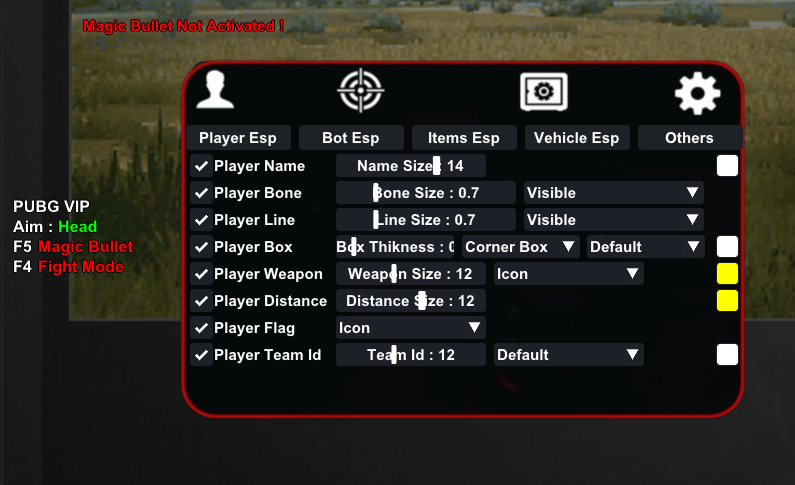 Magic Bullet Not Activated !
Player Esp Bot Esp Items Esp Vehicle Esp Others
Player Name Name Size : 14
Player Bone Bone Size : 0.7 Visible
Player Line Line Size : 0.7 Visible
Player Box Box Thikness : 0 Corner Box Default
Player Weapon Weapon Size : 12 Icon
Player Distance Distance Size : 12
Player Flag Icon
Player Team Id Team Id : 12 Default
PUBG VIP
Aim : Head
F5 Magic Bullet
F4 Fight Mode